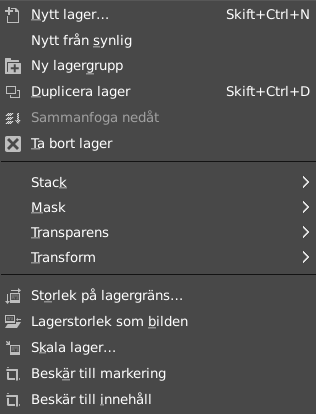 Nytt lager... Skift+Ctrl+N
Nytt från synlig
Ny lagergrupp
Duplicera lager Skift+Ctrl+D
Sammanfoga nedåt
Ta bort lager
Stack
Mask
Transparens
Transform
Storlek på lagergräns...
Lagerstorlek som bilden
Skala lager...
Beskär till markering
Beskär till innehåll